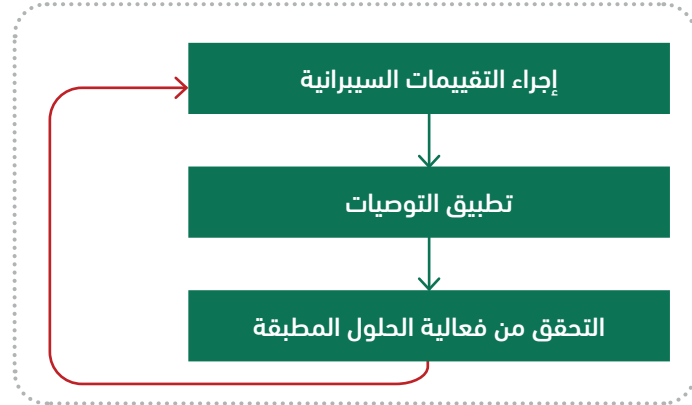 إجراء التقييمات السيبرانية
تطبيق التوصيات
التحقق من فعالية الحلول المطبقة